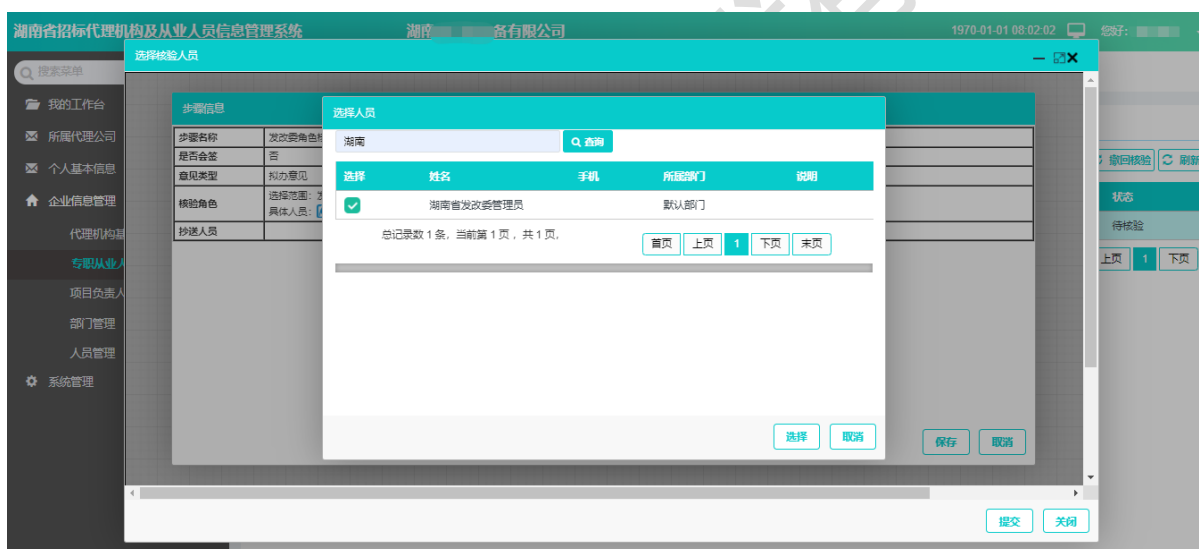 湖南省招标代理机构及从业人员信息管理系统 湖南 备有限公司 1970-01-01 08:02:02 您好:
选择核验人员
搜索菜单
我的工作台
所属代理公司
个人基本信息
企业信息管理
代理机构基
专职从业人
项目负责人
部门管理
人员管理
系统管理
步骤信息
步骤名称 发改委角色
是否会签 否
意见类型 拟办意见
核验角色 选择范围:
具体人员:
抄送人员
选择人员
湖南 查询
选择 姓名 手机 所属部门 说明
湖南省发改委管理员 默认部门
总记录数 1 条,当前第 1 页,共 1 页, 首页 上页 1 下页 末页
选择 取消
保存 取消
撤回核验 刷新
状态
待核验
上页 1 下页
提交 关闭